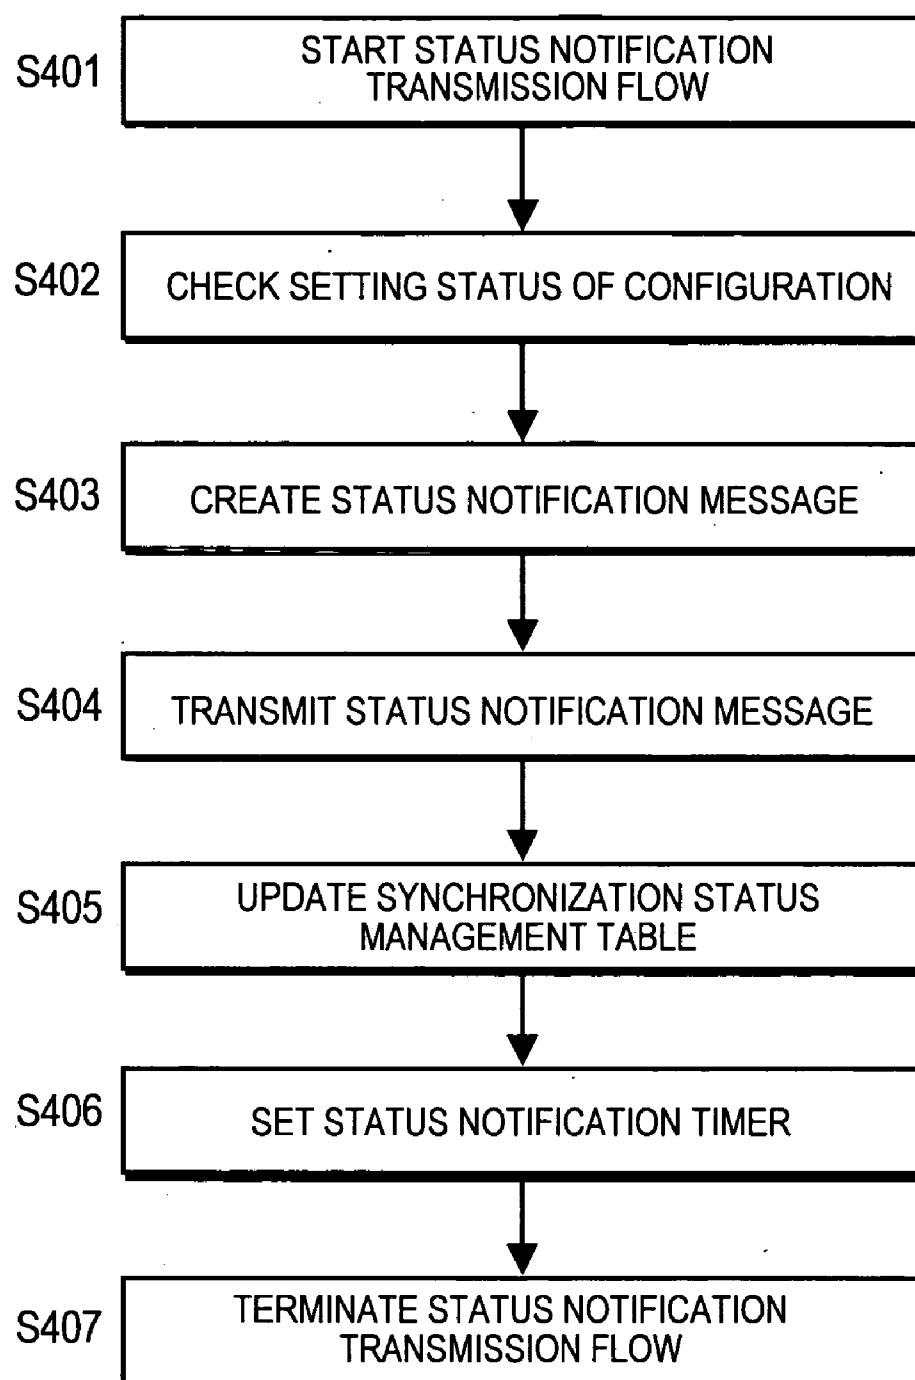 S401
START STATUS NOTIFICATION
TRANSMISSION FLOW
S402
CHECK SETTING STATUS OF CONFIGURATION
S403
CREATE STATUS NOTIFICATION MESSAGE
S404
TRANSMIT STATUS NOTIFICATION MESSAGE
S405
UPDATE SYNCHRONIZATION STATUS
MANAGEMENT TABLE
S406
SET STATUS NOTIFICATION TIMER
S407
TERMINATE STATUS NOTIFICATION
TRANSMISSION FLOW